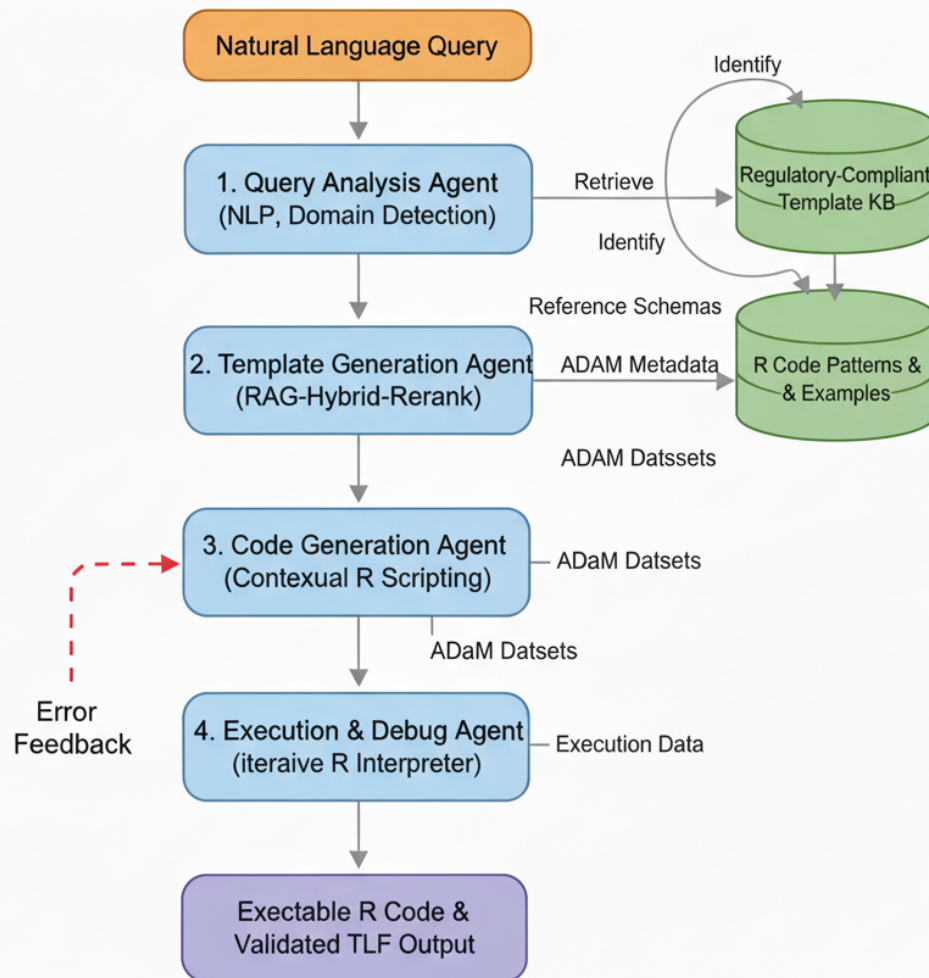 Natural Language Query
Identify
1. Query Analysis Agent
(NLP, Domain Detection)
Retrieve
Regulatory-Compliant
Template KB
Identify
Reference Schemas
2. Template Generation Agent
(RAG-Hybrid-Rerank)
ADAM Metadata
R Code Patterns &
& Examples
ADAM Datssets
3. Code Generation Agent
(Contexual R Scripting)
ADaM Datsets
ADaM Datsets
Error
Feedback
4. Execution & Debug Agent
(iteraive R Interpreter)
Execution Data
Exectable R Code &
Validated TLF Output